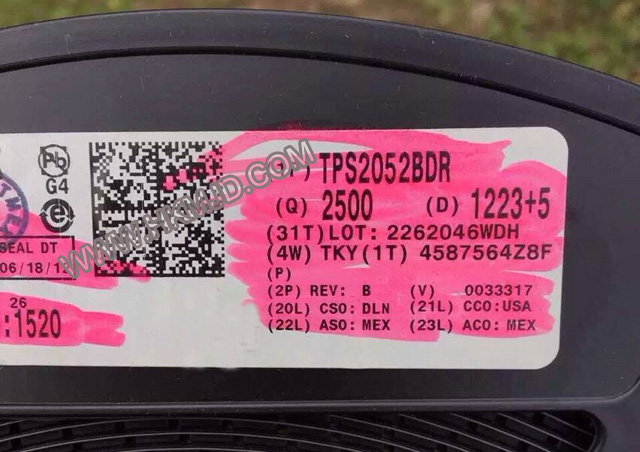 Pb
G4
e
SEAL DT
06/18/1
26
:1520
P) TPS2052BDR
(Q) 2500 (D) 1223+5
(31T)LOT: 2262046WDH
(4W) TKY(1T) 4587564Z8F
(P)
(2P) REV: B (V) 0033317
(20L) CSO:DLN (21L) CCO:USA
(22L) ASO:MEX (23L) ACO:MEX
WWW.HKMJD.COM